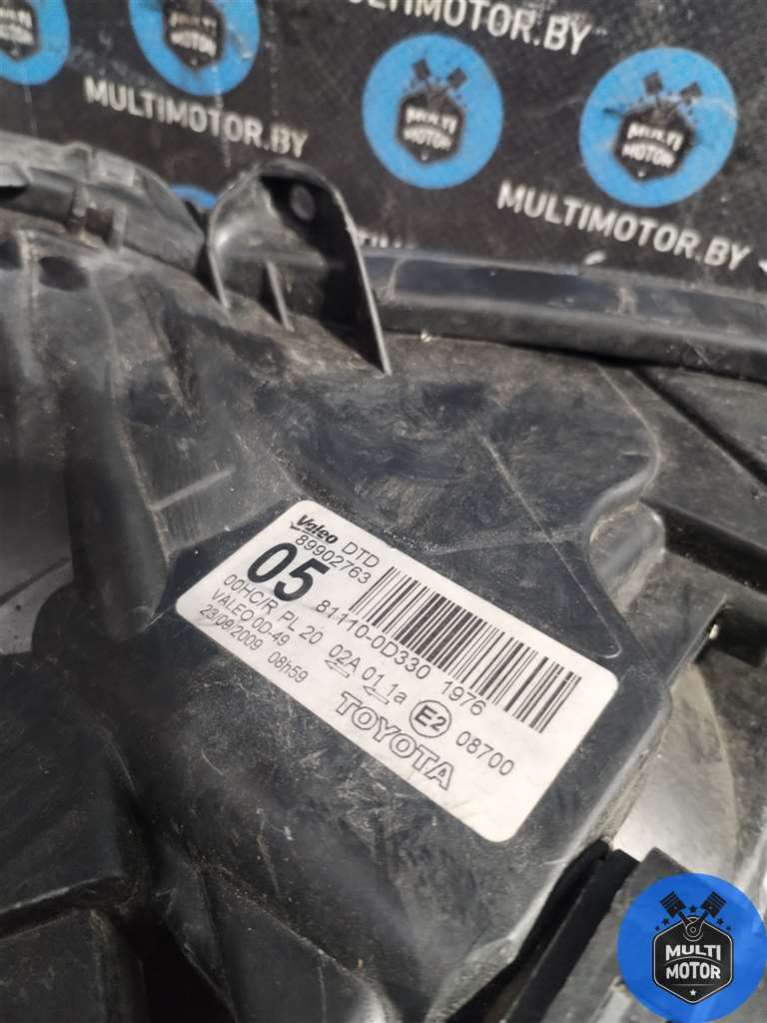 MULTIMOTOR.BY
MULTIMOTOR.BY
MULTI
MOTOR
MULTI
MOTOR
MULTIMOTOR.BY
Valeo DTD
89902763
05
81110-0D330 1976
00HC/R PL 20 02A 01 1a
VALEO 0D-49
23/09/2009 08h59
E2 08700
TOYOTA
MULTI
MOTOR